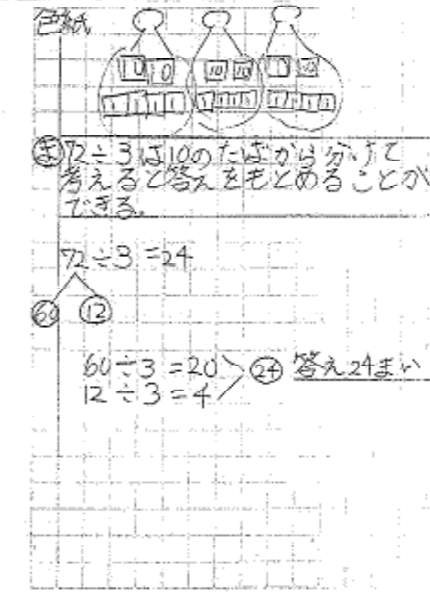 色紙
10 10 10 10 10 10
1 1 1 1 1 1 1 1 1 1 1 1
ま 72÷3は10のたばから分けて
考えると答えをもとめることが
できる。
72÷3=24
60 12
60÷3=20
12÷3=4
24 答え24まい